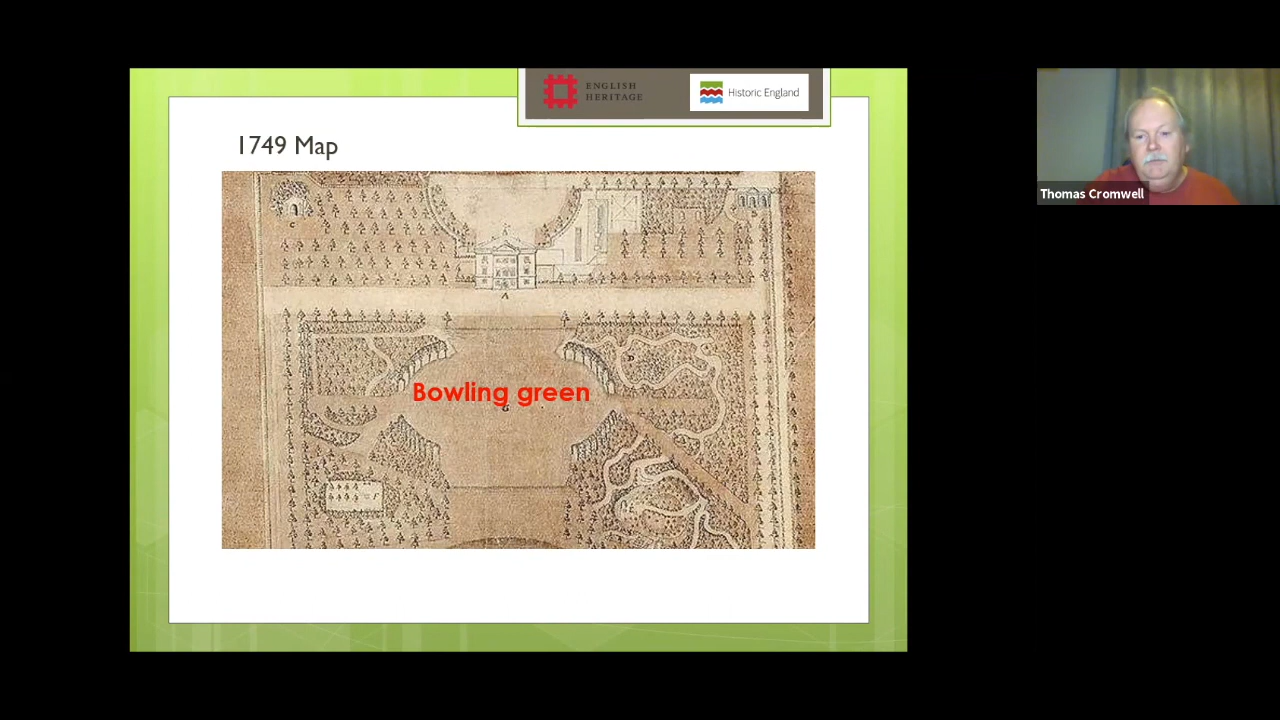 ENGLISH
HERITAGE
Historic England
1749 Map
Thomas Cromwell
C
A
D
Bowling green
G
F